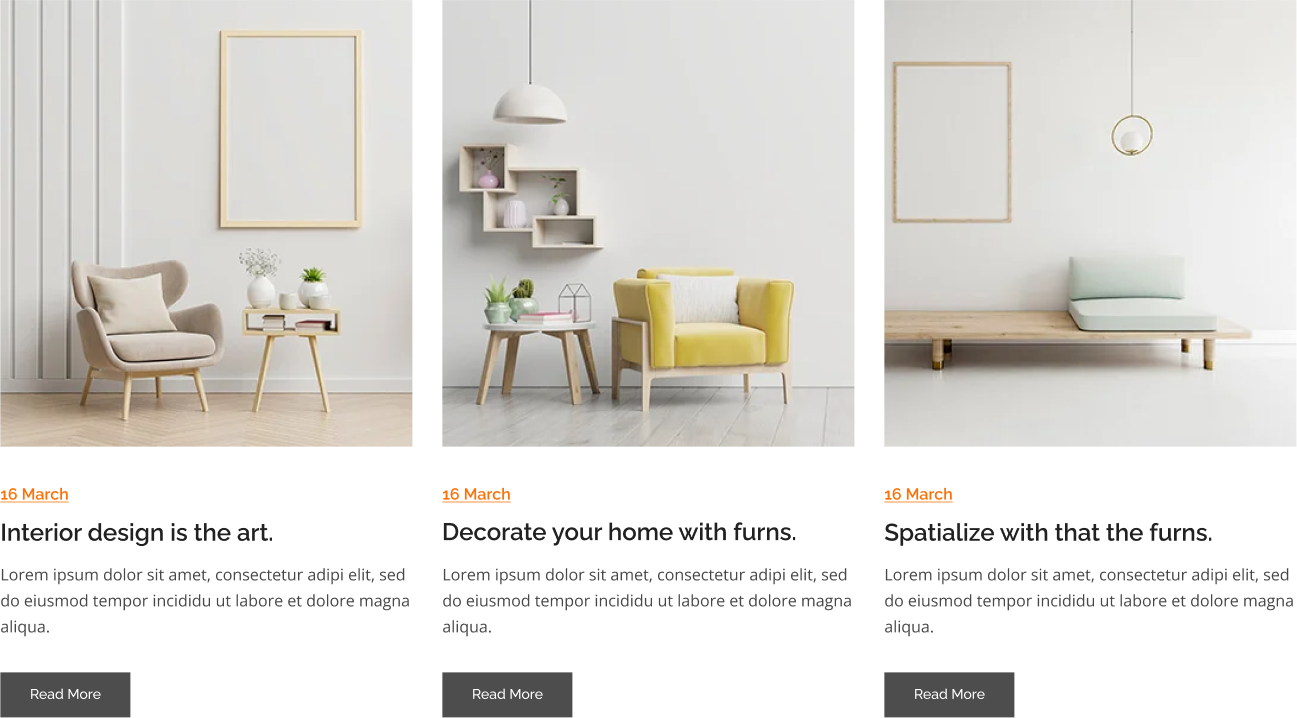 16 March
Interior design is the art.
Lorem ipsum dolor sit amet, consectetur adipi elit, sed
do eiusmod tempor incididu ut labore et dolore magna
aliqua.
Read More
16 March
Decorate your home with furns.
Lorem ipsum dolor sit amet, consectetur adipi elit, sed
do eiusmod tempor incididu ut labore et dolore magna
aliqua.
Read More
16 March
Spatialize with that the furns.
Lorem ipsum dolor sit amet, consectetur adipi elit, sed
do eiusmod tempor incididu ut labore et dolore magna
aliqua.
Read More